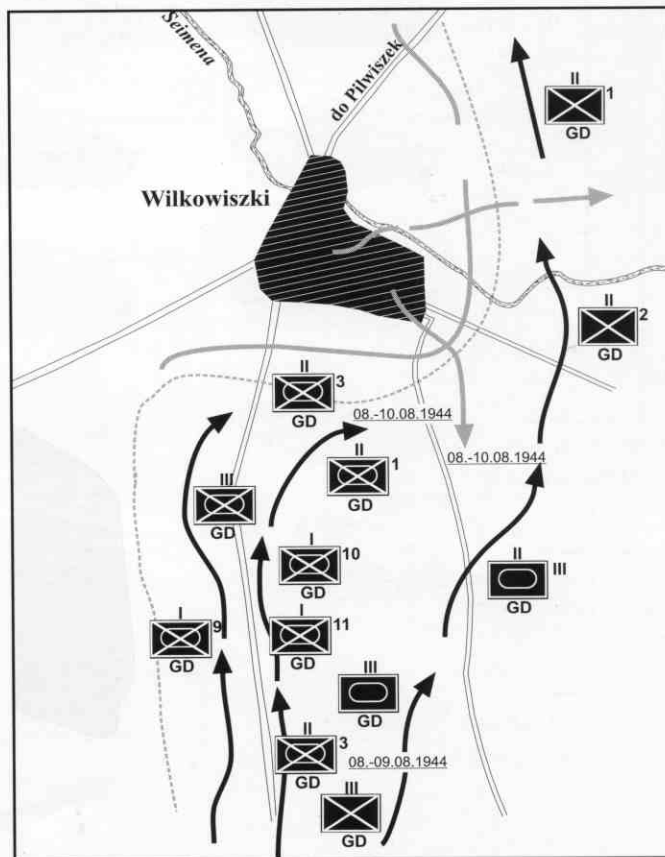 Szeimena
do Pilwiszek
II
1
GD
Wilkowiszki
II
2
GD
II
3
GD
08.-10.08.1944
II
1
GD
08.-10.08.1944
III
GD
I
10
GD
II
III
GD
I
9
GD
I
11
GD
III
GD
II
3
GD
08.-09.08.1944
III
GD